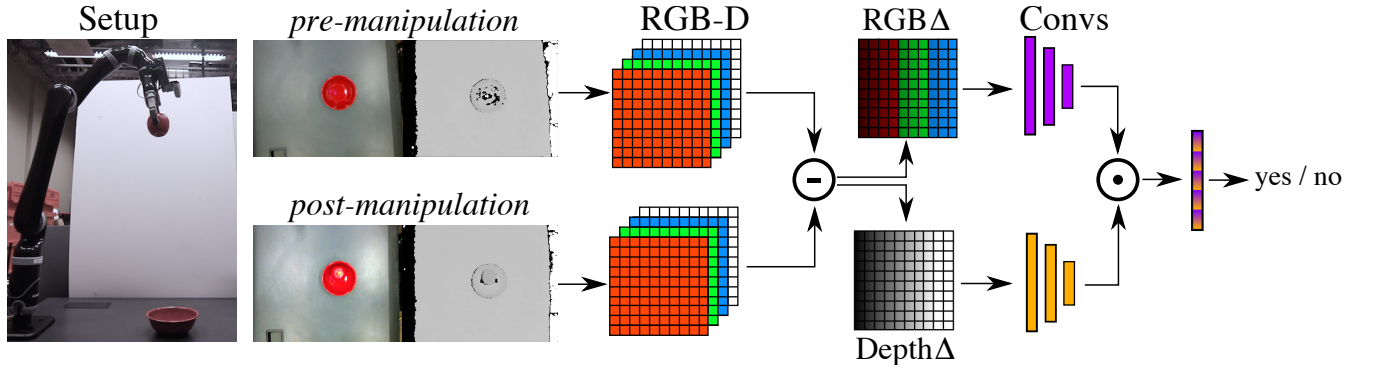 Setup
pre-manipulation
RGB-D
RGBΔ
Convs
post-manipulation
yes / no
DepthΔ